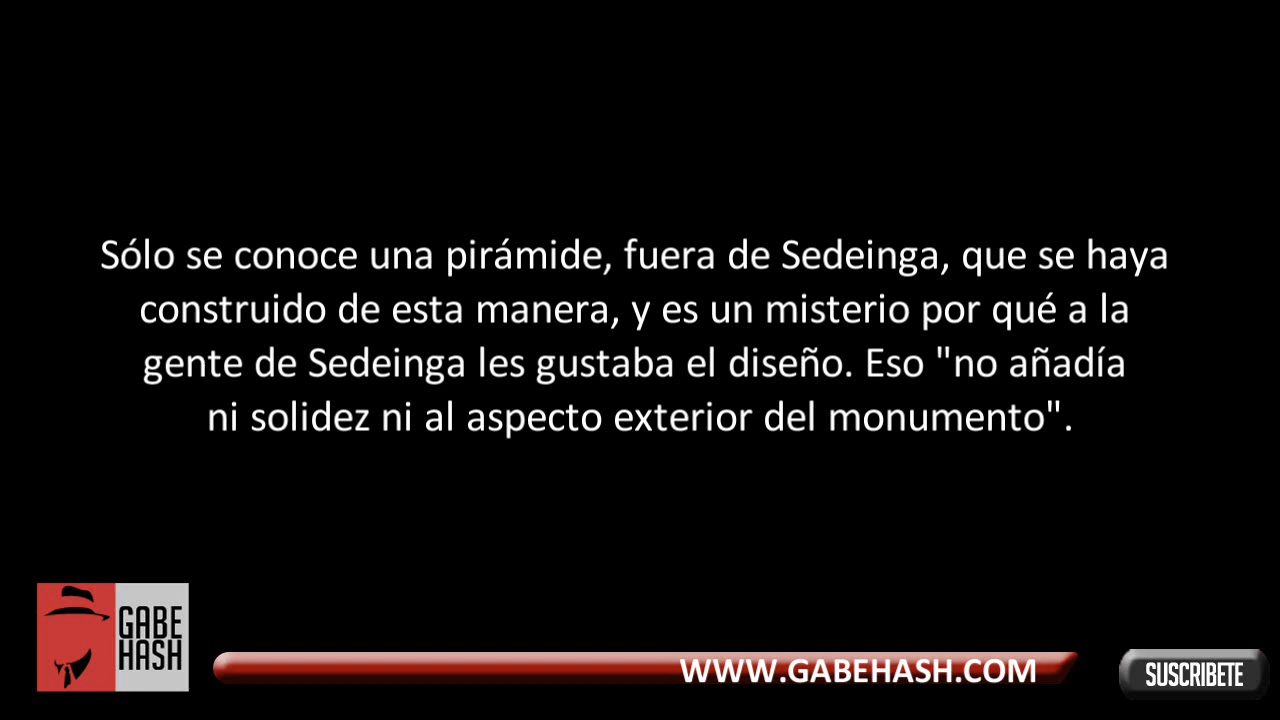 Sólo se conoce una pirámide, fuera de Sedeinga, que se haya
construido de esta manera, y es un misterio por qué a la
gente de Sedeinga les gustaba el diseño. Eso "no añadía
ni solidez ni al aspecto exterior del monumento".
GABE
HASH
WWW.GABEHASH.COM
SUSCRIBETE